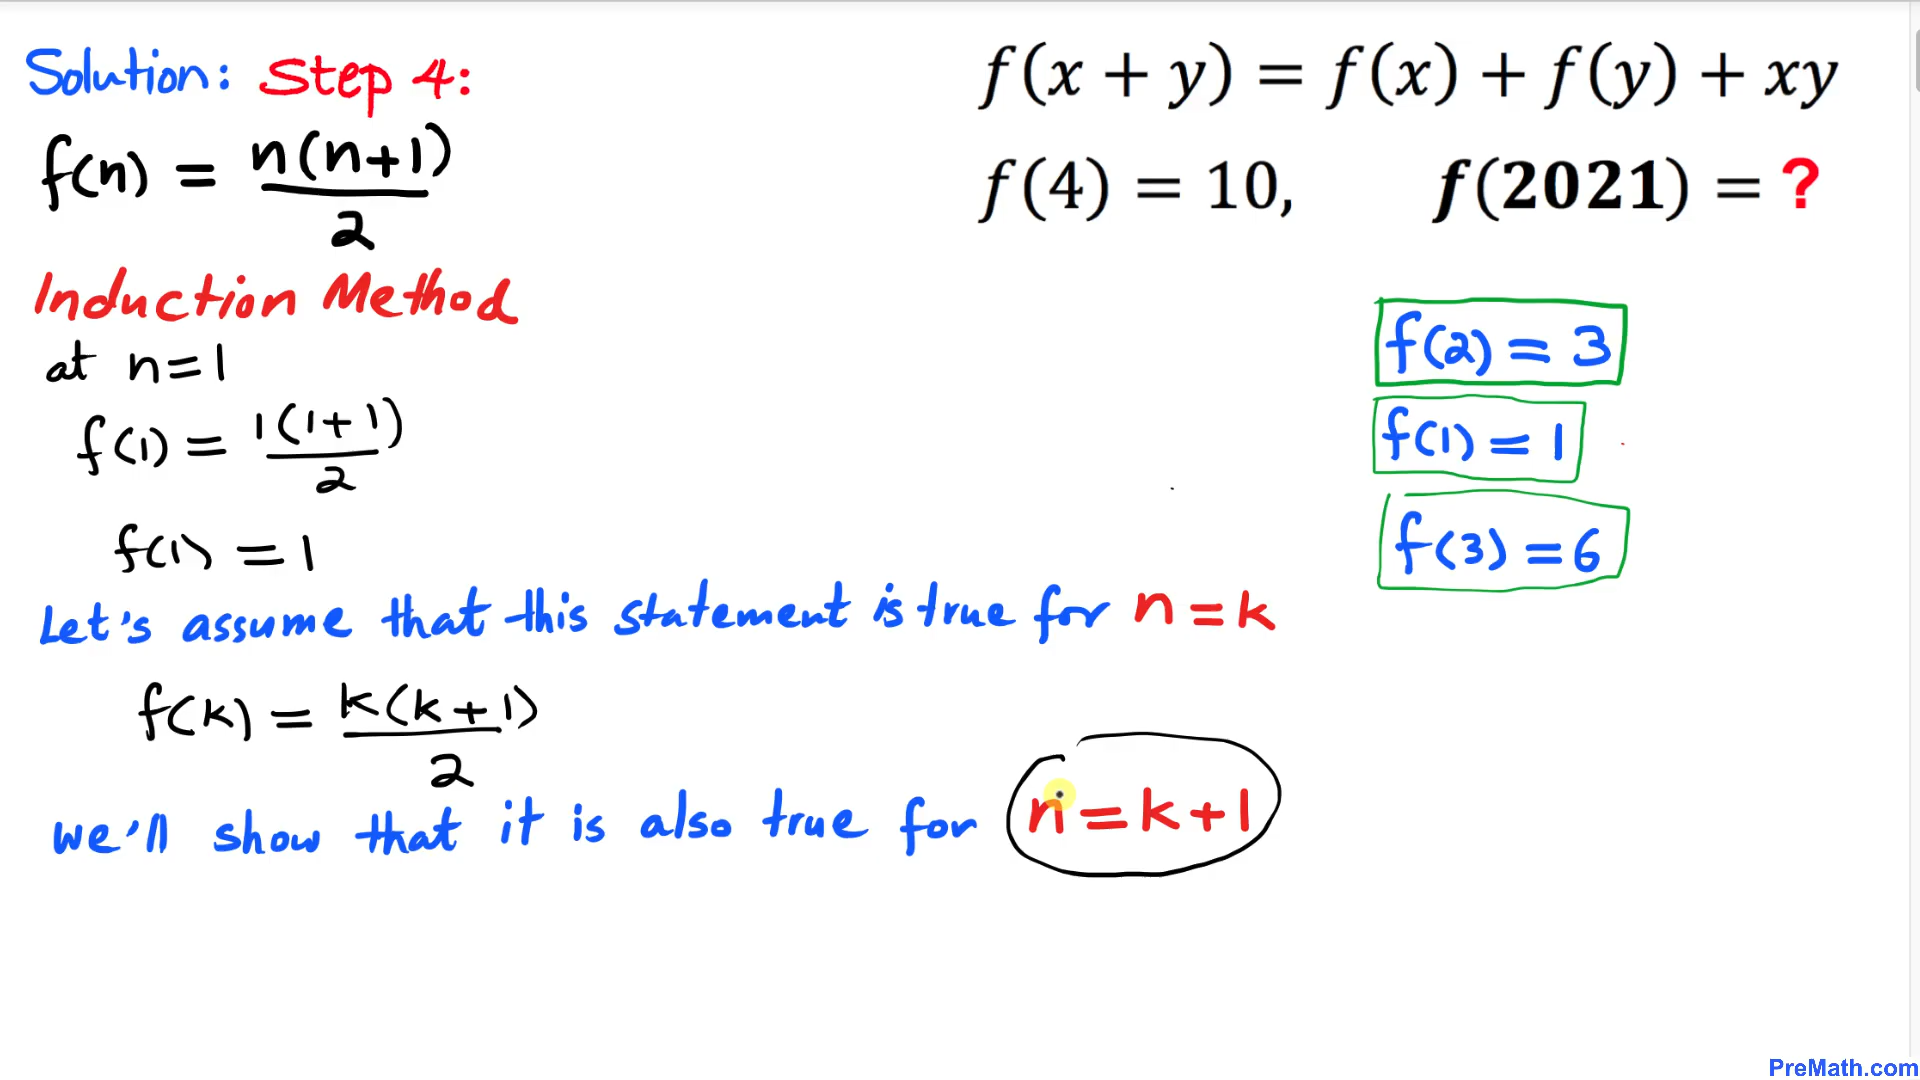 Solution: Step 4:
f(x + y) = f(x) + f(y) + xy
f(n) = n(n+1)/2
f(4) = 10, f(2021) = ?
Induction Method
f(2) = 3
at n=1
f(1) = 1(1+1)/2
f(1) = 1
f(1) = 1
f(3) = 6
Let's assume that this statement is true for n = k
f(k) = k(k+1)/2
we'll show that it is also true for n = k+1
PreMath.com